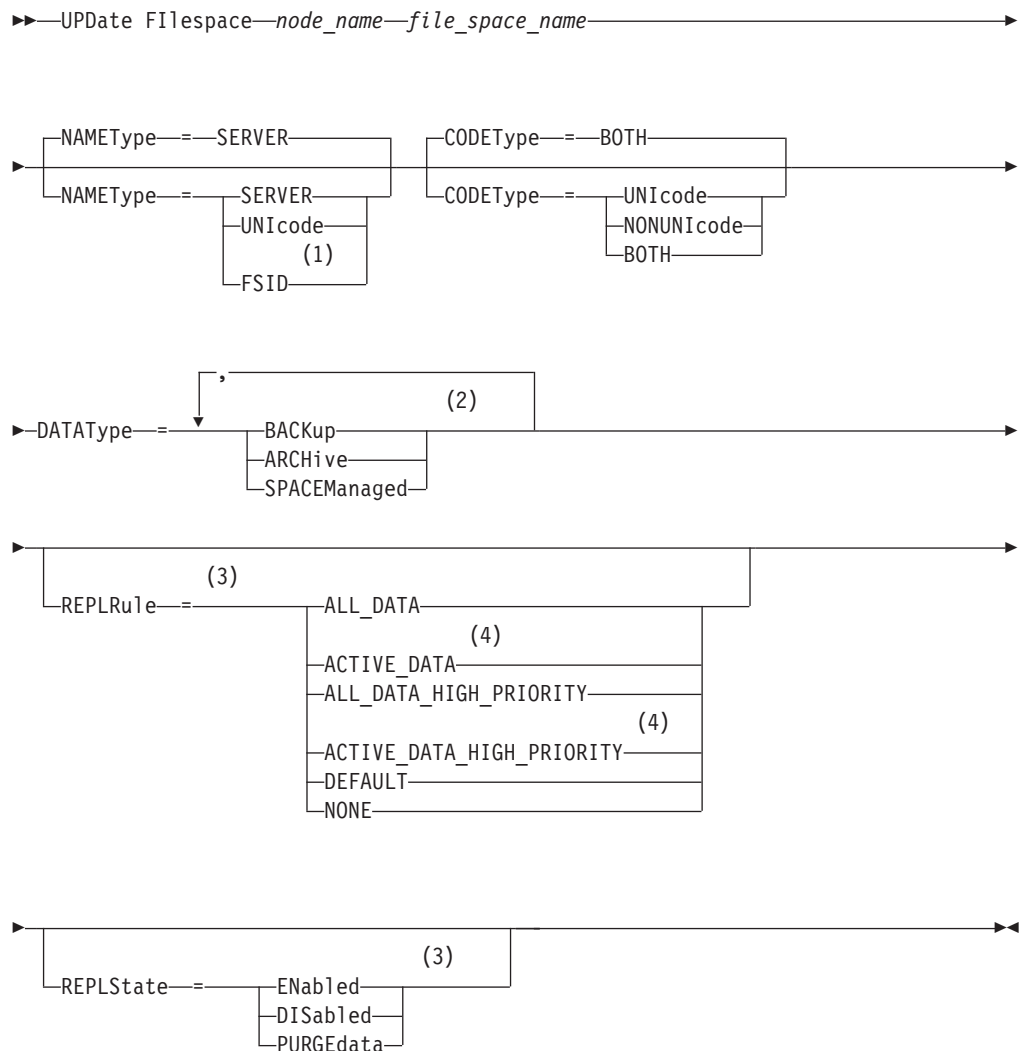 UPDate FIlespace node_name file_space_name
NAMEType = SERVER CODEType = BOTH
NAMEType = SERVER CODEType = UNIcode
UNIcode NONUNIcode
(1) BOTH
FSID
,
(2)
DATAType = BACKup
ARCHive
SPACEManaged
(3)
REPLRule = ALL_DATA
(4)
ACTIVE_DATA
ALL_DATA_HIGH_PRIORITY
(4)
ACTIVE_DATA_HIGH_PRIORITY
DEFAULT
NONE
(3)
REPLState = ENabled
DISabled
PURGEdata